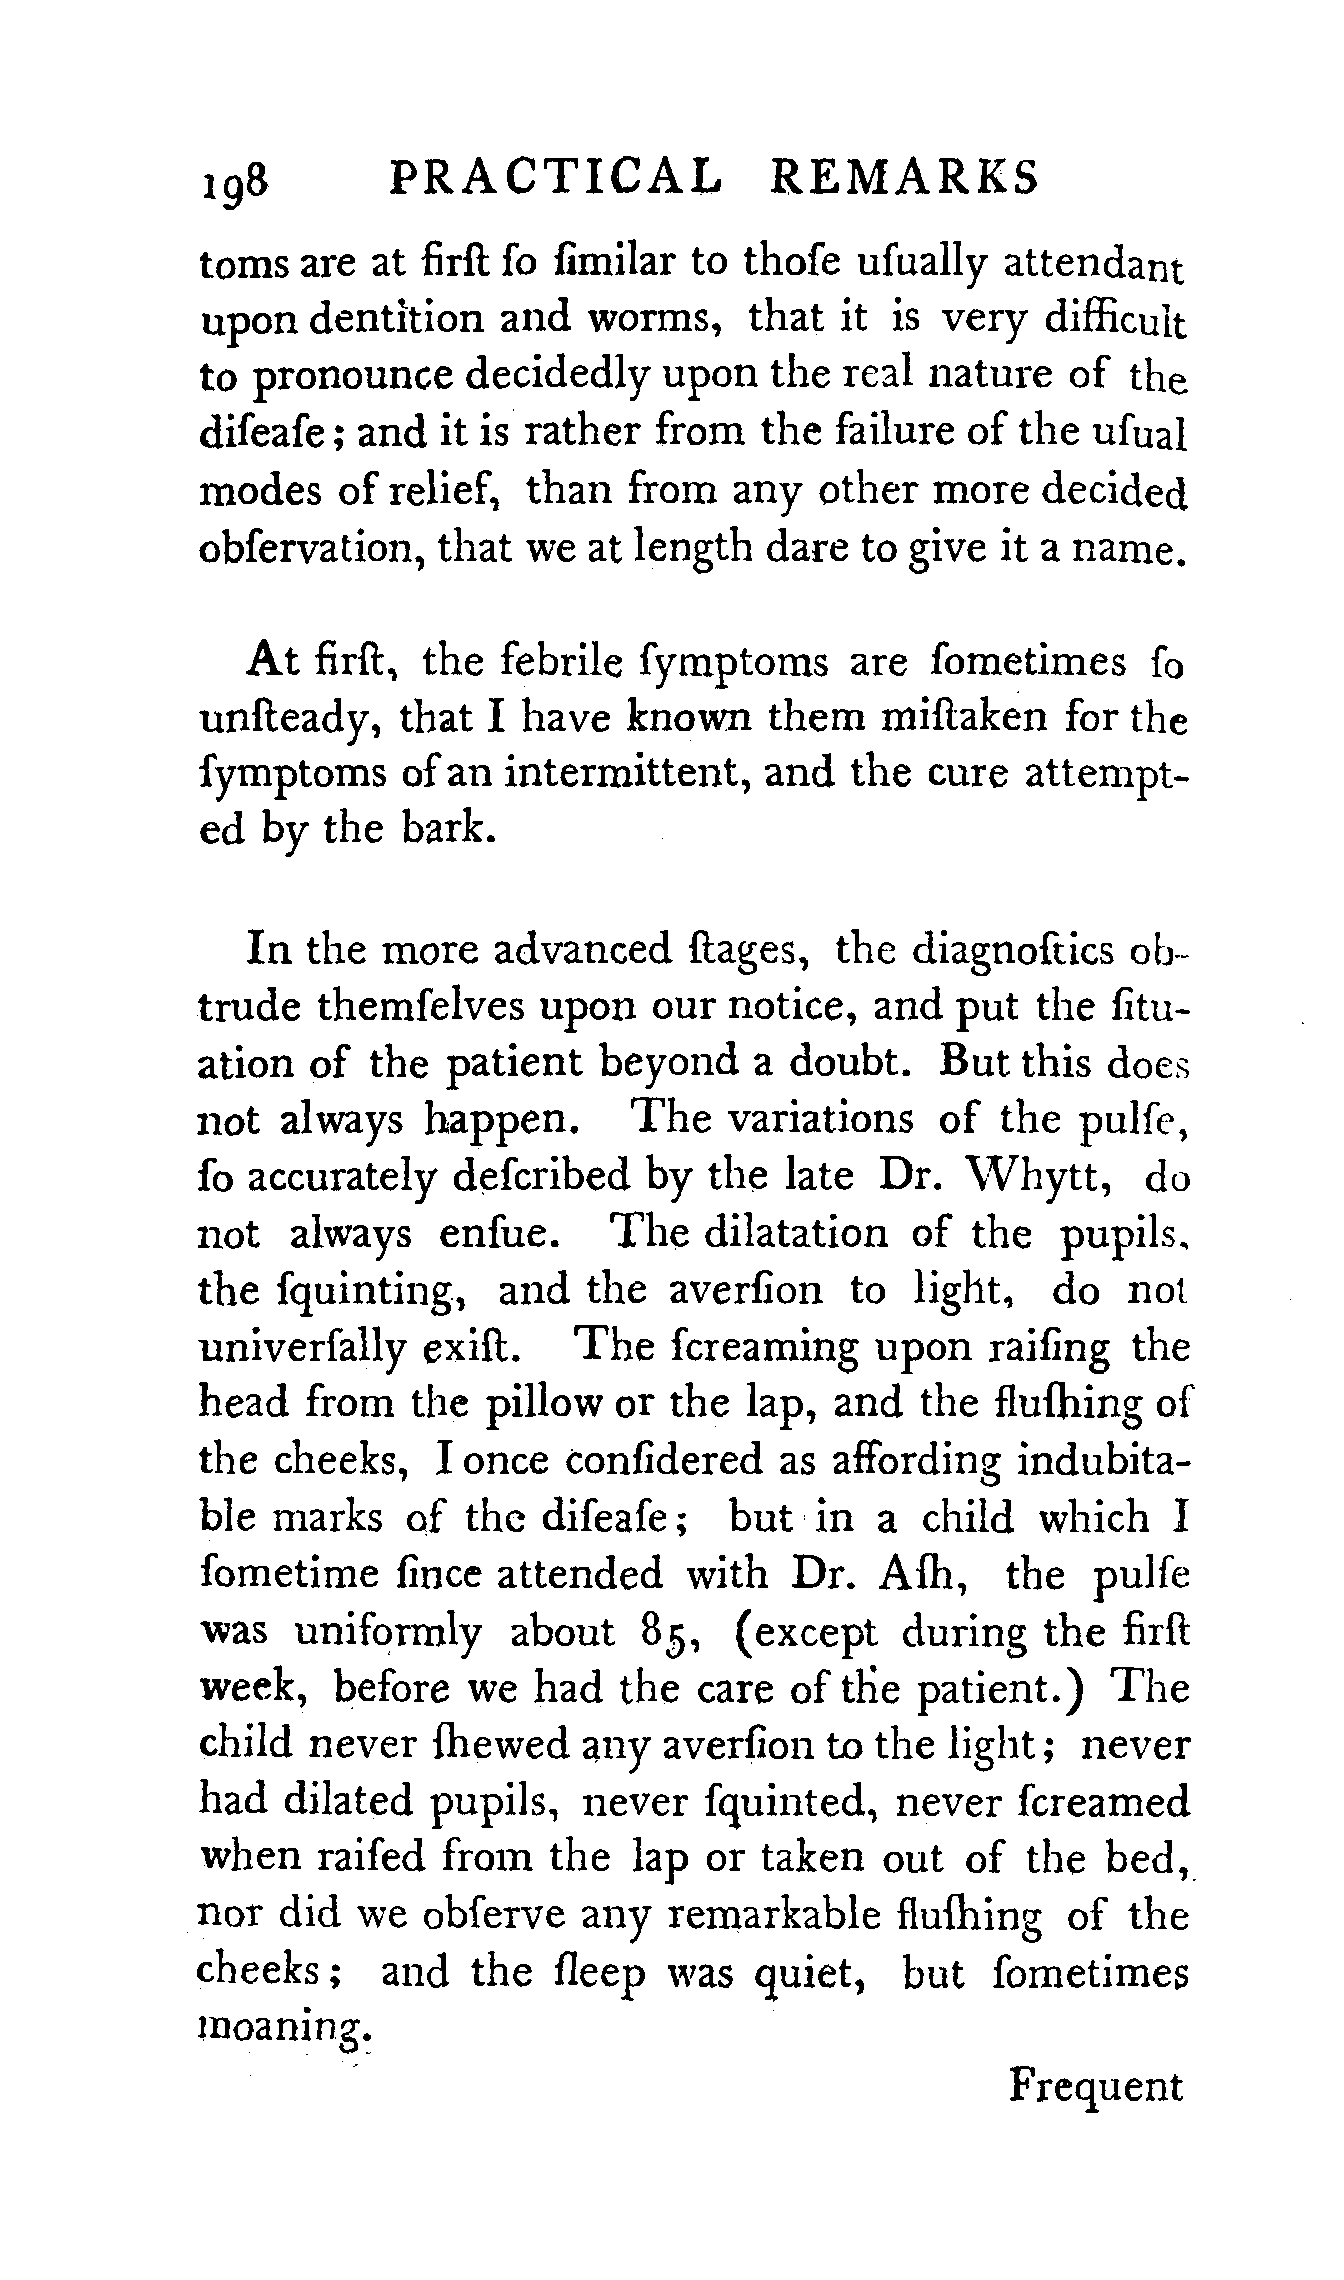 198 PRACTICAL REMARKS
toms are at firſt ſo ſimilar to thoſe uſually attendant
upon dentition and worms, that it is very difficult
to pronounce decidedly upon the real nature of the
diſeaſe; and it is rather from the failure of the uſual
modes of relief, than from any other more decided
obſervation, that we at length dare to give it a name.
At firſt, the febrile ſymptoms are ſometimes ſo
unſteady, that I have known them miſtaken for the
ſymptoms of an intermittent, and the cure attempt-
ed by the bark.
In the more advanced ſtages, the diagnoſtics ob-
trude themſelves upon our notice, and put the ſitu-
ation of the patient beyond a doubt. But this does
not always happen. The variations of the pulſe,
ſo accurately deſcribed by the late Dr. Whytt, do
not always enſue. The dilatation of the pupils,
the ſquinting, and the averſion to light, do not
univerſally exiſt. The ſcreaming upon raiſing the
head from the pillow or the lap, and the fluſhing of
the cheeks, I once conſidered as affording indubita-
ble marks of the diſeaſe; but in a child which I
ſometime ſince attended with Dr. Aſh, the pulſe
was uniformly about 85, (except during the firſt
week, before we had the care of the patient.) The
child never ſhewed any averſion to the light; never
had dilated pupils, never ſquinted, never ſcreamed
when raiſed from the lap or taken out of the bed,
nor did we obſerve any remarkable fluſhing of the
cheeks; and the ſleep was quiet, but ſometimes
moaning.
Frequent